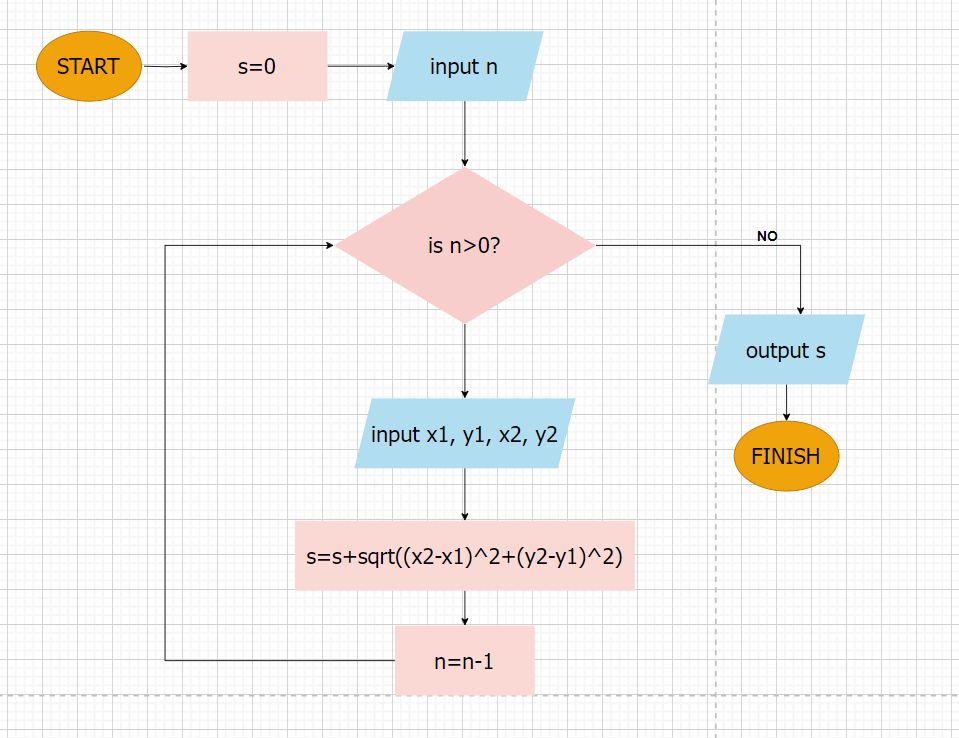 START
s=0
input n
is n>0?
NO
output s
input x1, y1, x2, y2
FINISH
s=s+sqrt((x2-x1)^2+(y2-y1)^2)
n=n-1